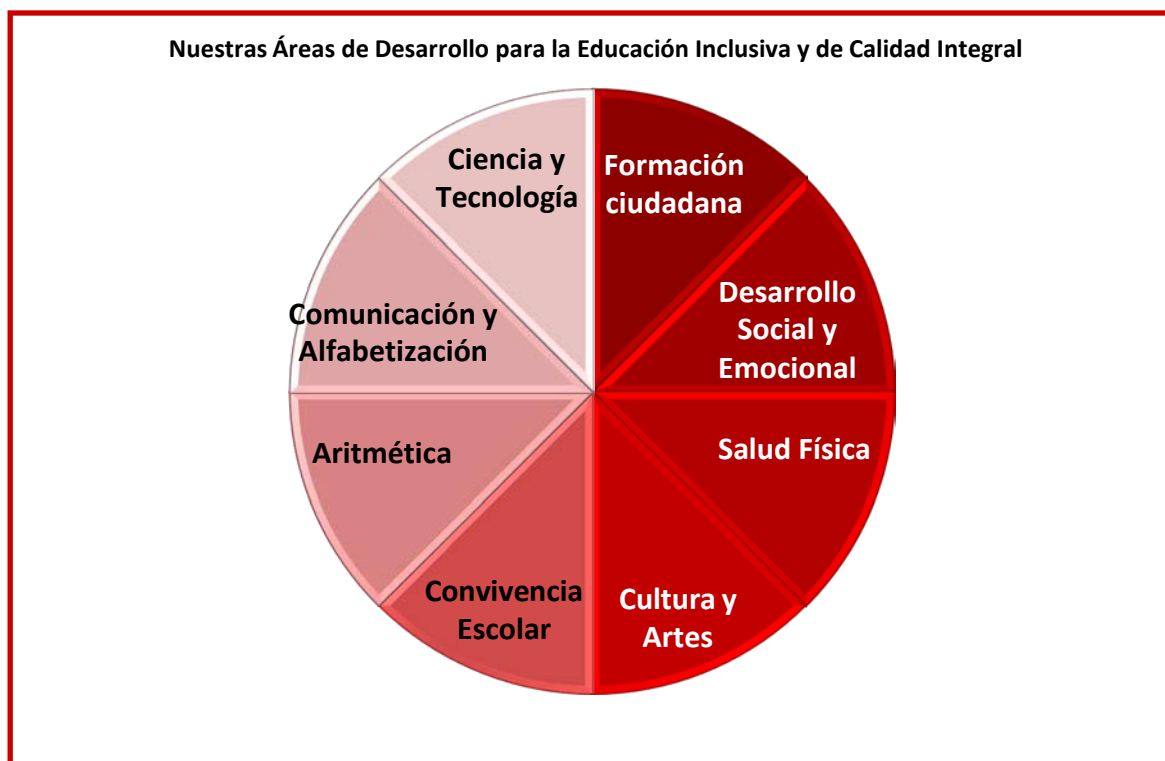 Nuestras Áreas de Desarrollo para la Educación Inclusiva y de Calidad Integral
Formación
ciudadana
Desarrollo
Social y
Emocional
Salud Física
Cultura y
Artes
Convivencia
Escolar
Aritmética
Comunicación y
Alfabetización
Ciencia y
Tecnología